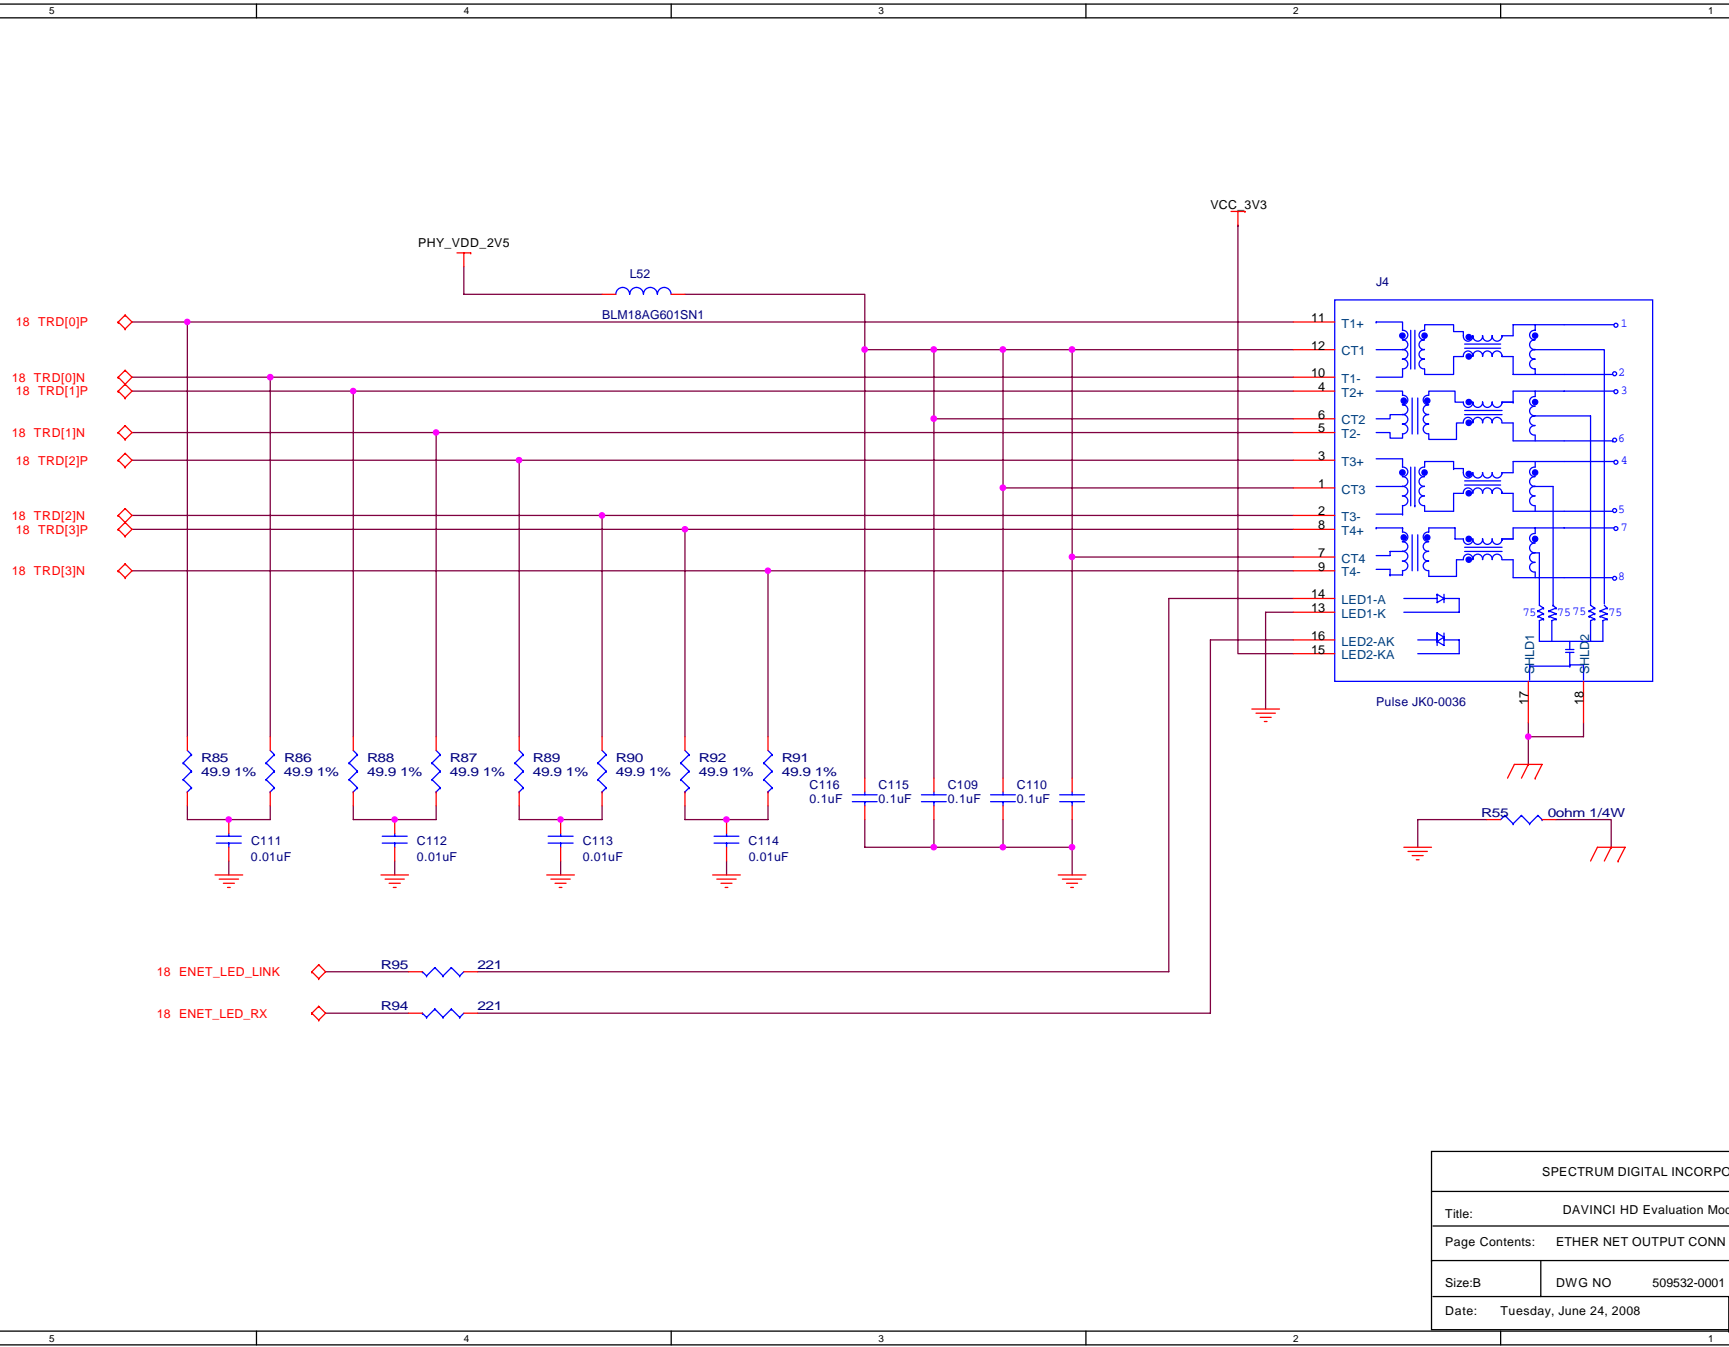 5 4 3 2 1
VCC_3V3
PHY_VDD_2V5
L52
BLM18AG601SN1
J4
18 TRD[0]P
18 TRD[0]N
18 TRD[1]P
18 TRD[1]N
18 TRD[2]P
18 TRD[2]N
18 TRD[3]P
18 TRD[3]N
11 T1+ 1
12 CT1
10 T1- 2
4 T2+ 3
6 CT2
5 T2- 6
3 T3+ 4
1 CT3
2 T3- 5
8 T4+ 7
7 CT4
9 T4- 8
14 LED1-A
13 LED1-K
16 LED2-AK
15 LED2-KA
75 75 75 75
SHLD1 SHLD2
17 18
Pulse JK0-0036
R85 R86 R88 R87 R89 R90 R92 R91
49.9 1% 49.9 1% 49.9 1% 49.9 1% 49.9 1% 49.9 1% 49.9 1% 49.9 1%
C116 C115 C109 C110
0.1uF 0.1uF 0.1uF 0.1uF
R55 0ohm 1/4W
C111 C112 C113 C114
0.01uF 0.01uF 0.01uF 0.01uF
18 ENET_LED_LINK R95 221
18 ENET_LED_RX R94 221
SPECTRUM DIGITAL INCORPO
Title: DAVINCI HD Evaluation Mod
Page Contents: ETHER NET OUTPUT CONN
Size:B DWG NO 509532-0001
Date: Tuesday, June 24, 2008
5 4 3 2 1